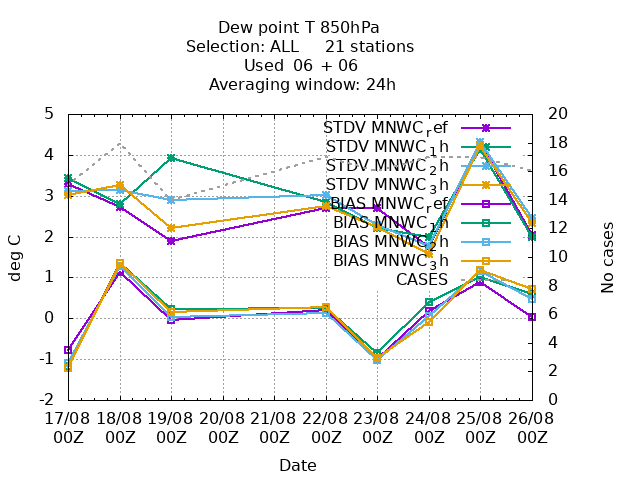 Dew point T 850hPa
Selection: ALL 21 stations
Used 06 + 06
Averaging window: 24h
5
4
3
2
1
0
-1
-2
deg C
20
18
16
14
12
10
8
6
4
2
0
No cases
STDV MNWC_ref
STDV MNWC_1h
STDV MNWC_2h
STDV MNWC_3h
BIAS MNWC_ref
BIAS MNWC_1h
BIAS MNWC_2h
BIAS MNWC_3h
CASES
17/08 18/08 19/08 20/08 21/08 22/08 23/08 24/08 25/08 26/08
00Z 00Z 00Z 00Z 00Z 00Z 00Z 00Z 00Z 00Z
Date